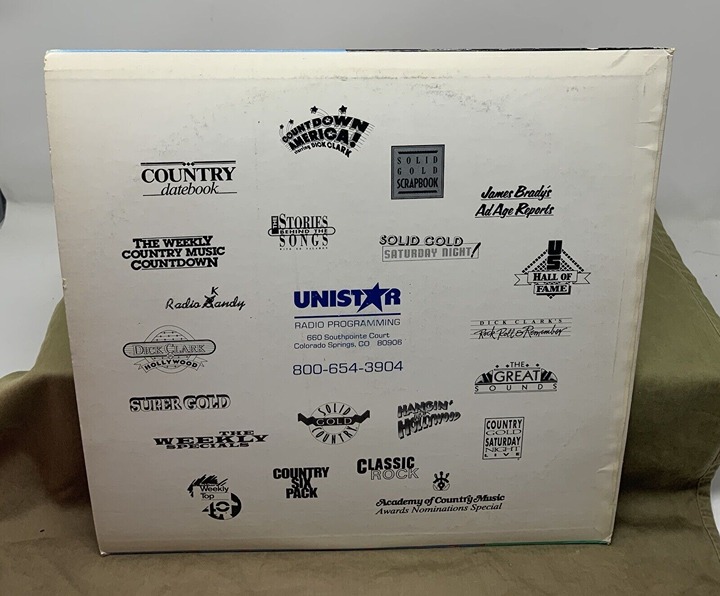 COUNTDOWN
AMERICA!
starring DICK CLARK
COUNTRY
datebook
SOLID
GOLD
SCRAPBOOK
James Brady's
Ad Age Reports
THE STORIES
BEHIND THE
SONGS
THE WEEKLY
COUNTRY MUSIC
COUNTDOWN
SOLID GOLD
SATURDAY NIGHT!
US
HALL OF
FAME
Radio Kandy
UNISTAR
RADIO PROGRAMMING
660 Southpointe Court
Colorado Springs, CO 80906
800-654-3904
DICK CLARK'S
Rock, Roll & Remember
DICK CLARK
HOLLYWOOD
THE
GREAT
SOUNDS
SUPER GOLD
SOLID
GOLD
COUNTRY
HANGIN'
HOLLYWOOD
COUNTRY
GOLD
SATURDAY
NIGHT
LIVE!
THE
WEEKLY
SPECIALS
Weekly
Top
40
COUNTRY
SIX
PACK
CLASSIC
ROCK
Academy of Country Music
Awards Nominations Special